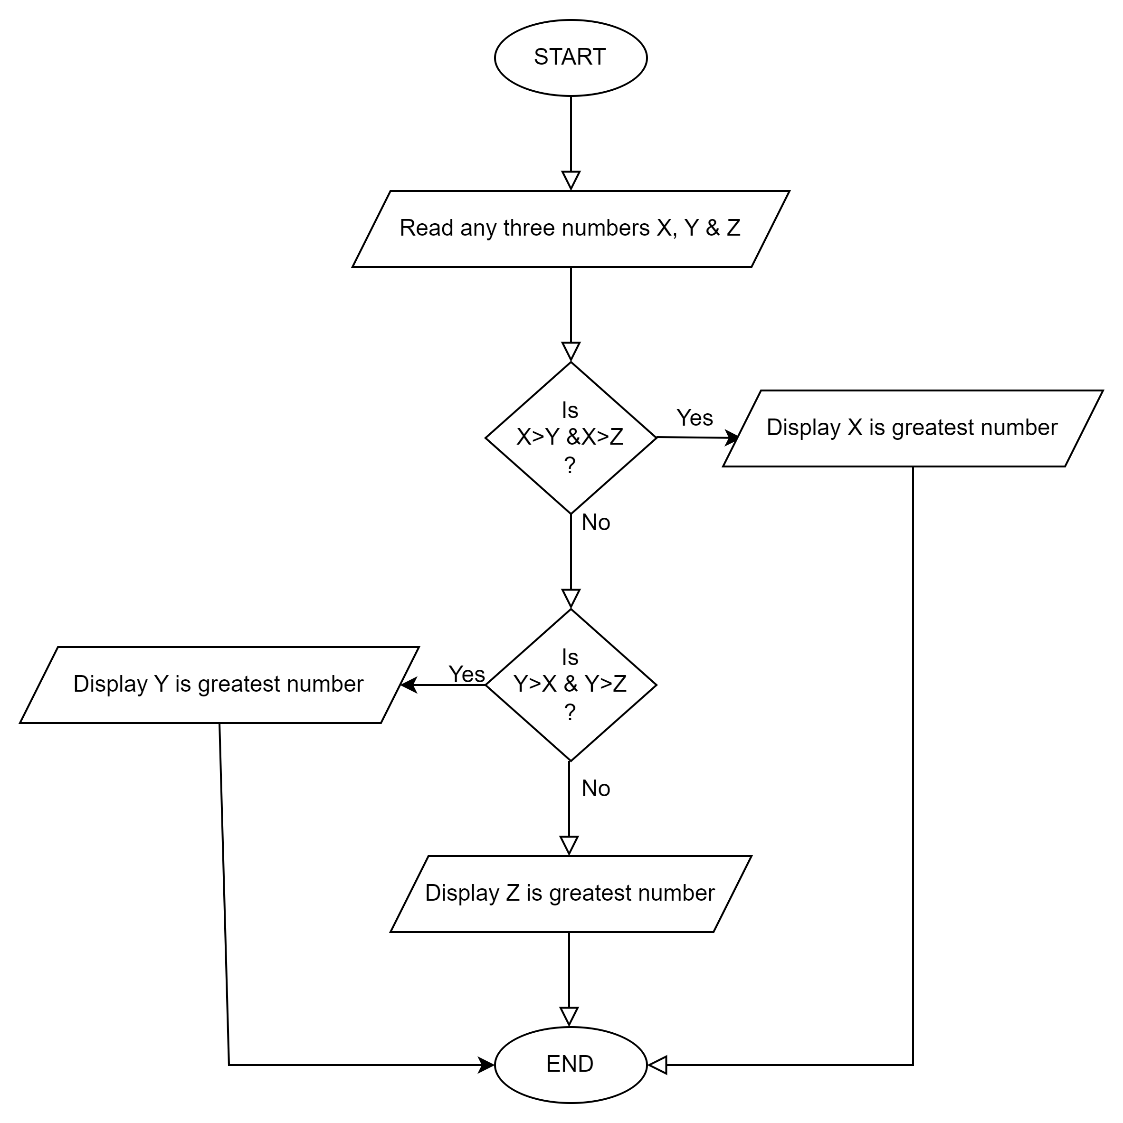 START
Read any three numbers X, Y & Z
Is
X>Y &X>Z
?
Yes
Display X is greatest number
No
Is
Y>X & Y>Z
?
Yes
Display Y is greatest number
No
Display Z is greatest number
END